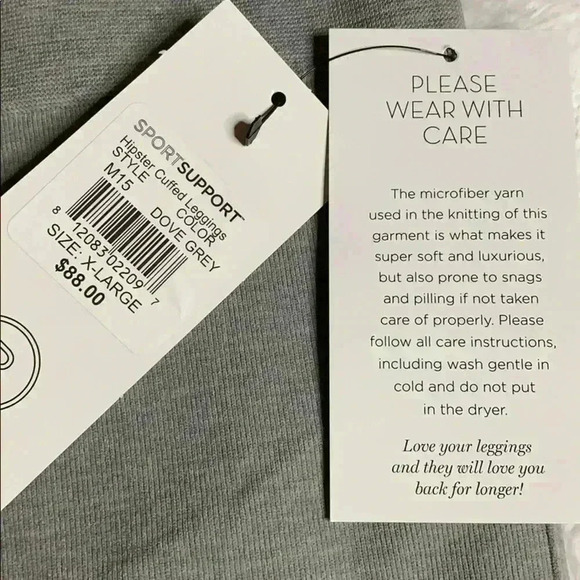 SPORTSUPPORT
Hipster Cuffed Leggings
STYLE COLOR
M15 DOVE GREY
8 12083 02209 7
SIZE: X-LARGE
$88.00
PLEASE
WEAR WITH
CARE
The microfiber yarn
used in the knitting of this
garment is what makes it
super soft and luxurious,
but also prone to snags
and pilling if not taken
care of properly. Please
follow all care instructions,
including wash gentle in
cold and do not put
in the dryer.
Love your leggings
and they will love you
back for longer!